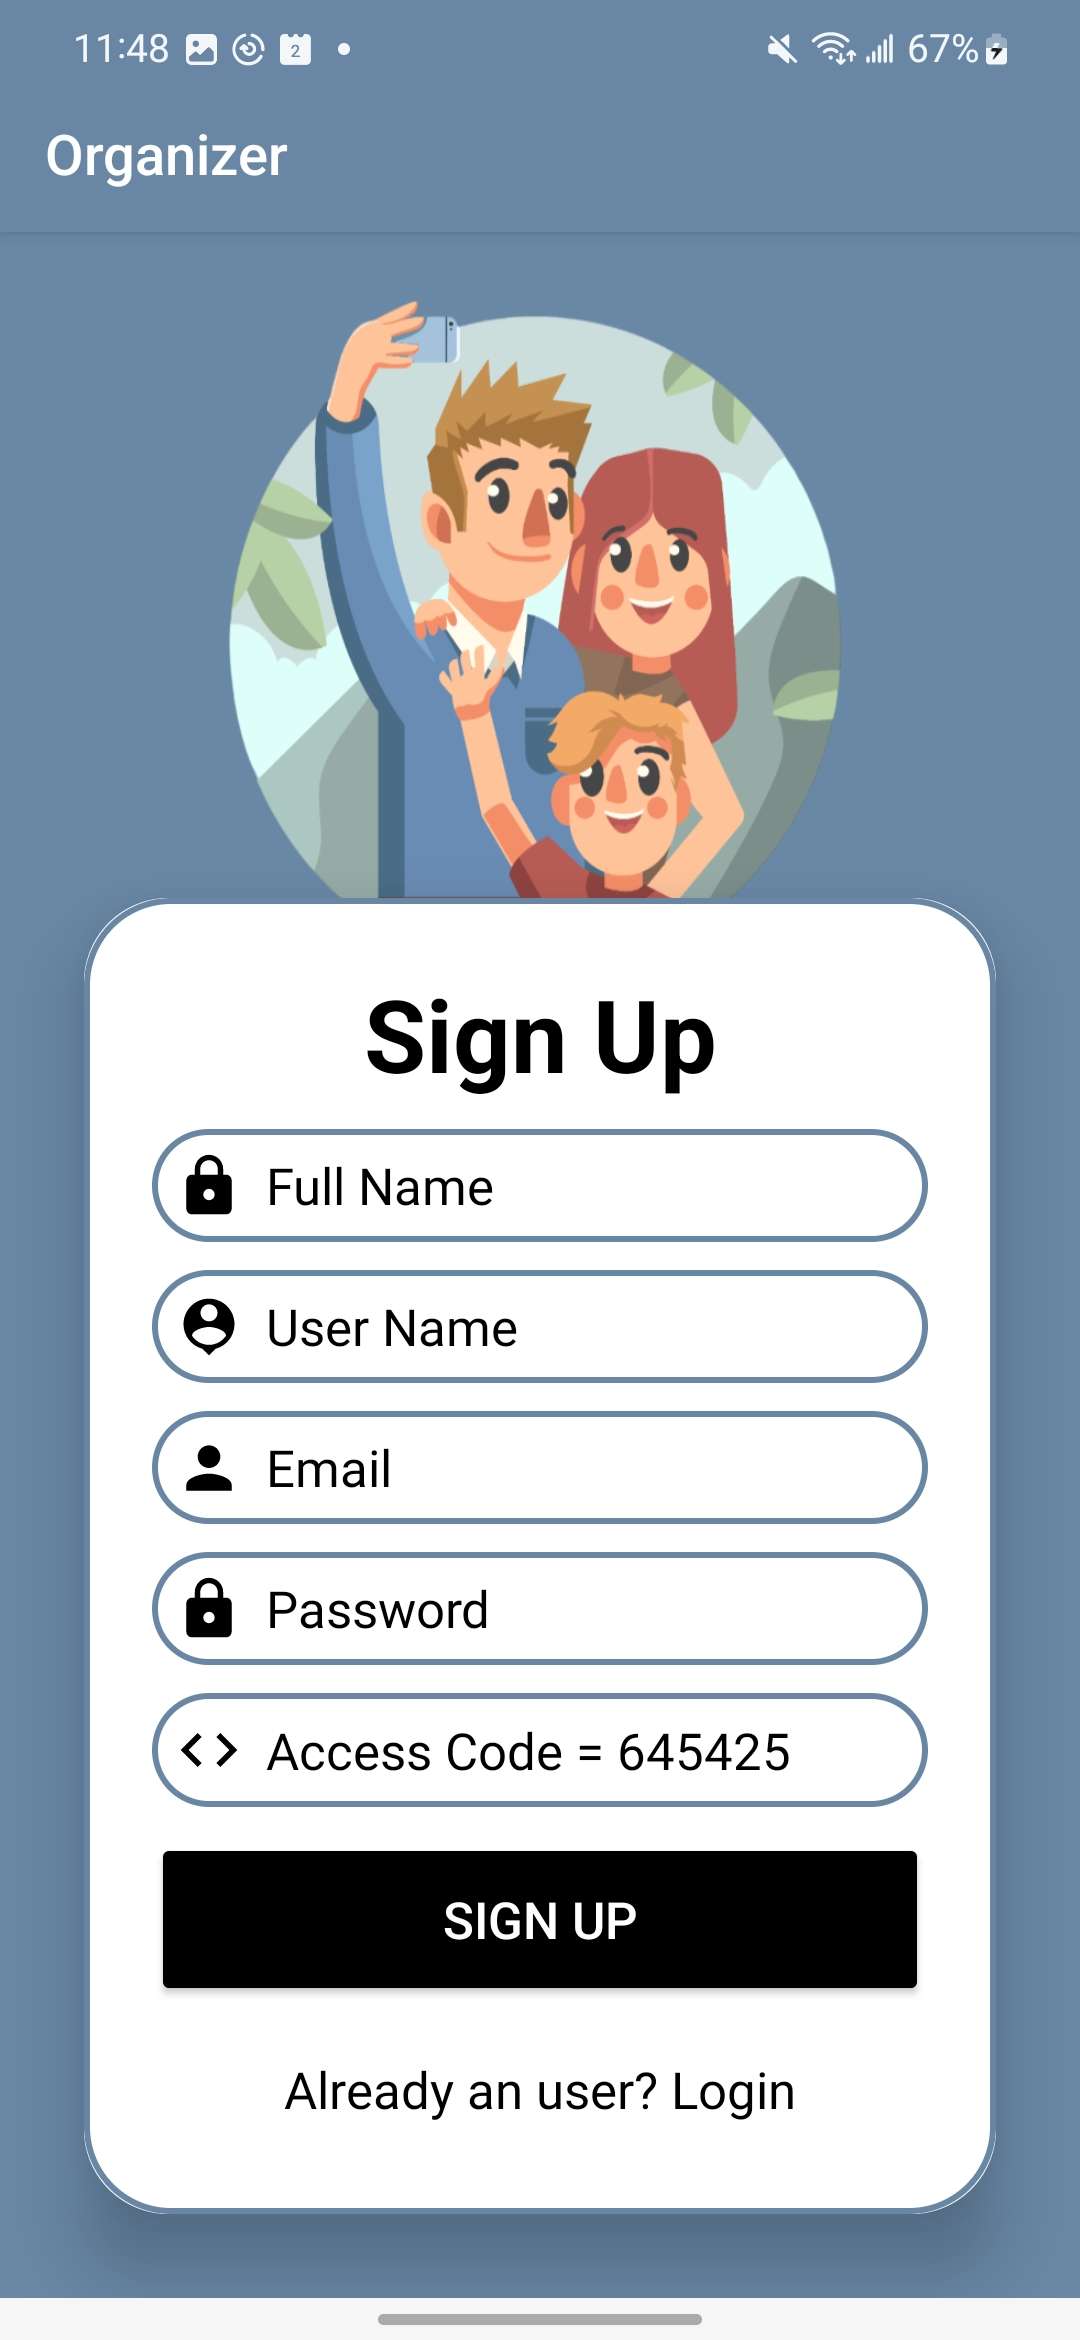 11:48 2 67%
Organizer
Sign Up
Full Name
User Name
Email
Password
Access Code = 645425
SIGN UP
Already an user? Login